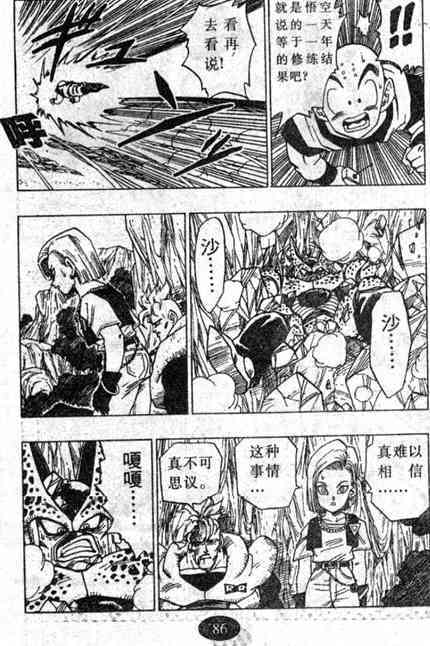 !!
就是悟空
说的一天
等于一年
的修练结
果吧?
去看
看再
说!
呼
沙……
沙……
真难以
相信
……
这种
事情
…
真不可
思议。
嘎嘎……
86